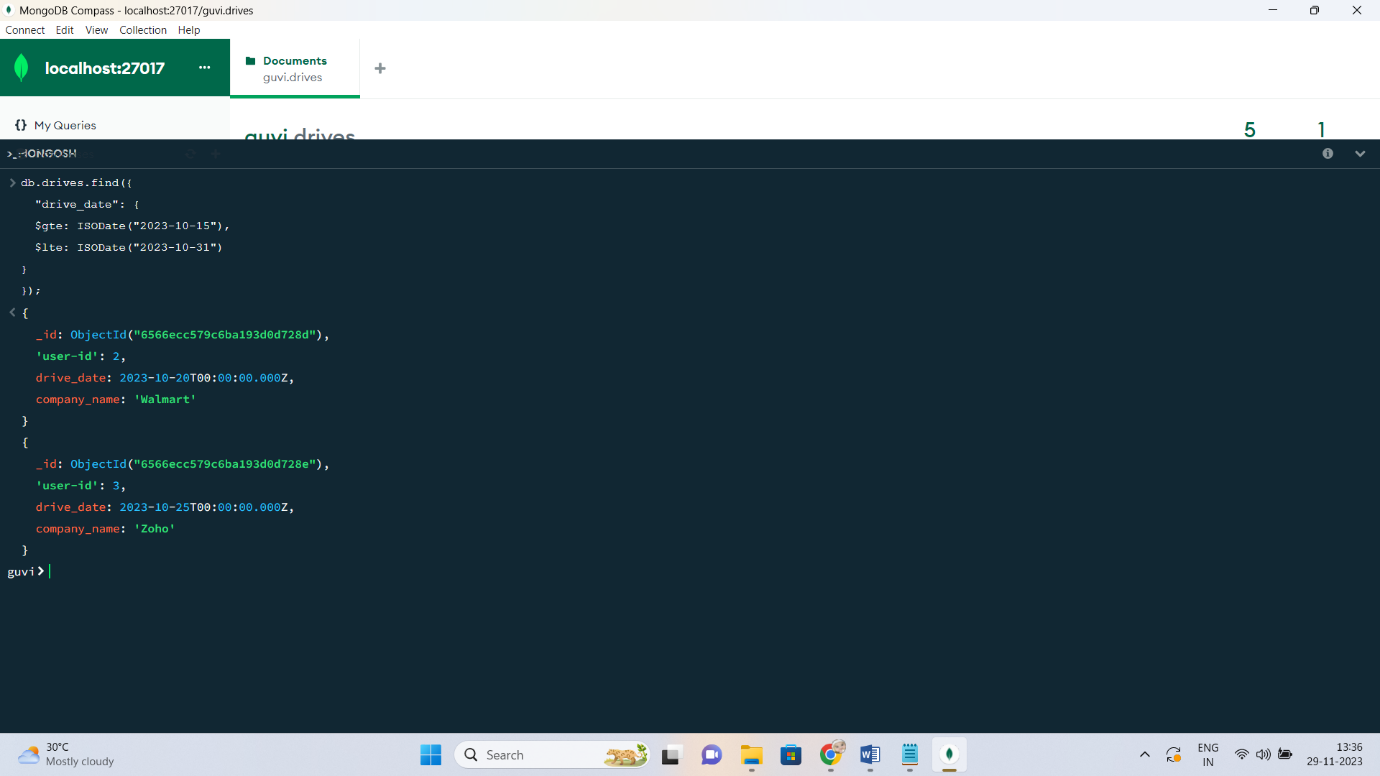 MongoDB Compass - localhost:27017/guvi.drives
Connect Edit View Collection Help
localhost:27017 ...
Documents
guvi.drives
+
{} My Queries
guvi.drives
5 1
>_MONGOSH
> db.drives.find({
"drive_date": {
$gte: ISODate("2023-10-15"),
$lte: ISODate("2023-10-31")
}
});
< {
_id: ObjectId("6566ecc579c6ba193d0d728d"),
'user-id': 2,
drive_date: 2023-10-20T00:00:00.000Z,
company_name: 'Walmart'
}
{
_id: ObjectId("6566ecc579c6ba193d0d728e"),
'user-id': 3,
drive_date: 2023-10-25T00:00:00.000Z,
company_name: 'Zoho'
}
guvi>
30°C
Mostly cloudy
Search
ENG
IN
13:36
29-11-2023